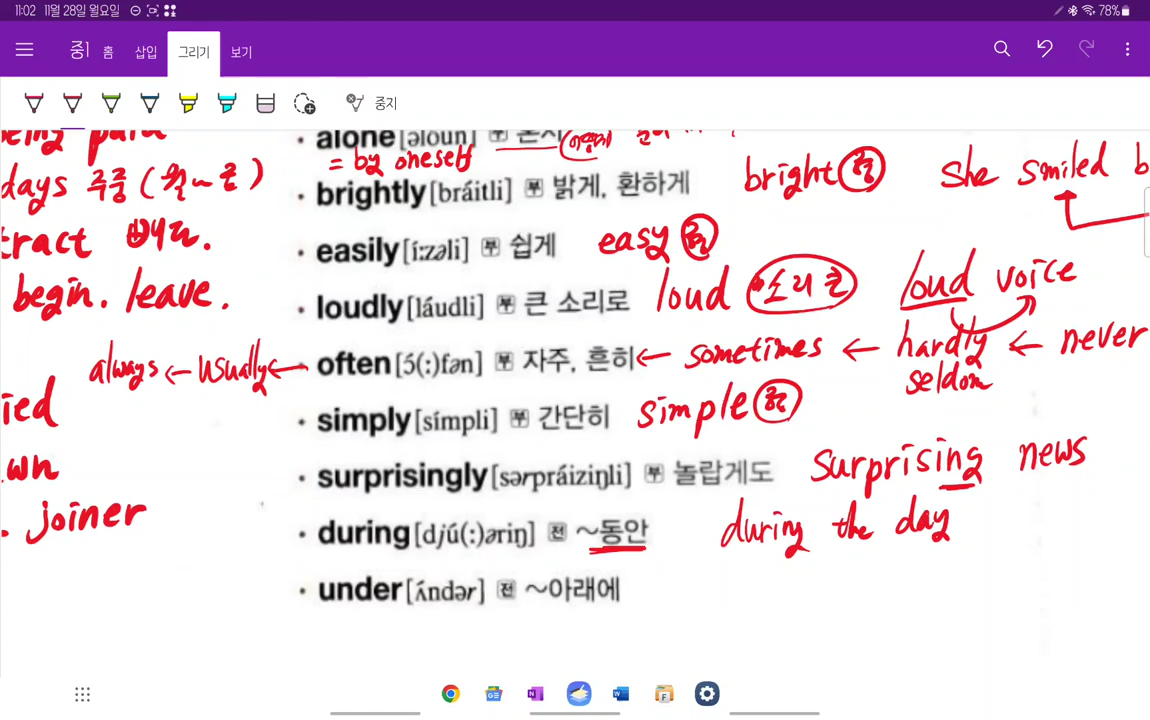 11:02 11월 28일 월요일 78%
중1 홈 삽입 그리기 보기
중지
alone[əloun] 부 혼자
= by oneself
days 주중 (월~금)
brightly[bráitli] 부 밝게, 환하게 bright 형 She smiled b
tract 빼다.
easily[í:zəli] 부 쉽게 easy 형
begin. leave.
loudly[láudli] 부 큰 소리로 loud 소리 큰 loud voice
always ← usually ← often[ɔ́(:)fən] 부 자주, 흔히 ← sometimes ← hardly ← never
seldom
ied
simply[símpli] 부 간단히 simple 형
wn
surprisingly[sərpráiziŋli] 부 놀랍게도 surprising news
. joiner
during[djú(:)əriŋ] 전 ~동안 during the day
under[ʌ́ndər] 전 ~아래에